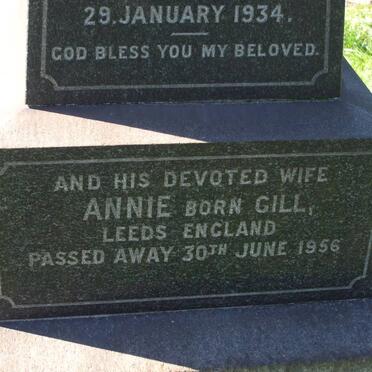 29. JANUARY 1934.
GOD BLESS YOU MY BELOVED.
AND HIS DEVOTED WIFE
ANNIE BORN GILL,
LEEDS ENGLAND
PASSED AWAY 30TH JUNE 1956